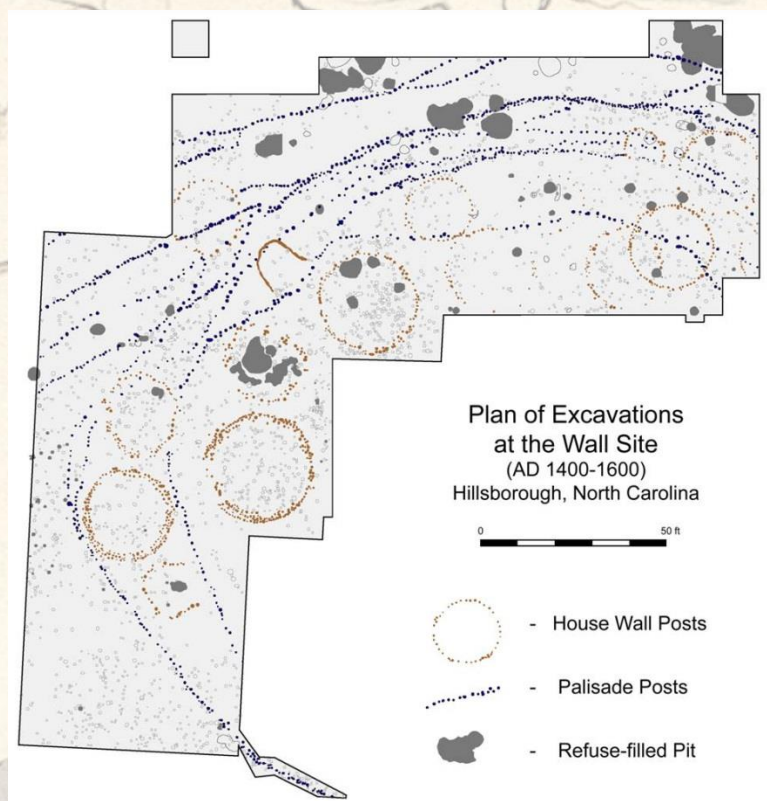 Plan of Excavations
at the Wall Site
(AD 1400-1600)
Hillsborough, North Carolina
0 50 ft
- House Wall Posts
- Palisade Posts
- Refuse-filled Pit